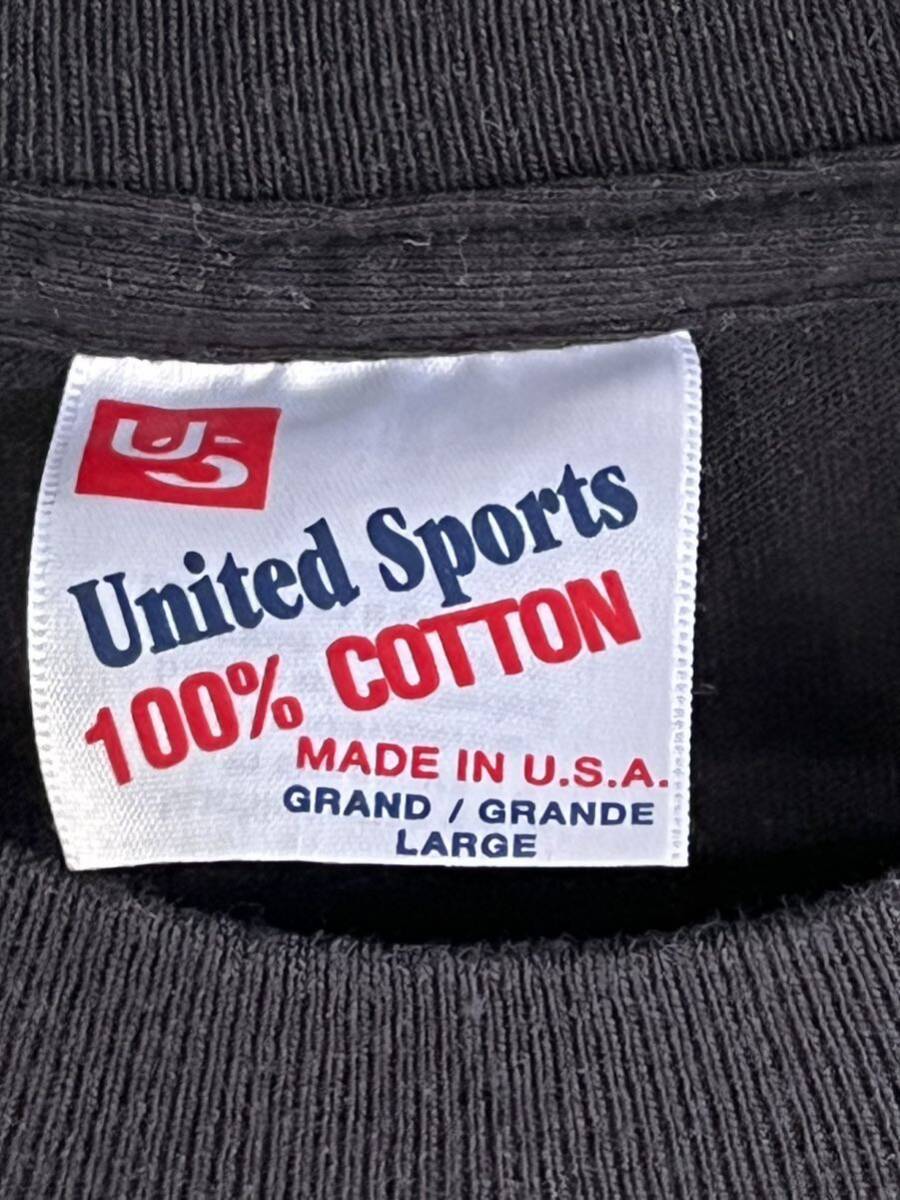 US
United Sports
100% COTTON
MADE IN U.S.A.
GRAND / GRANDE
LARGE